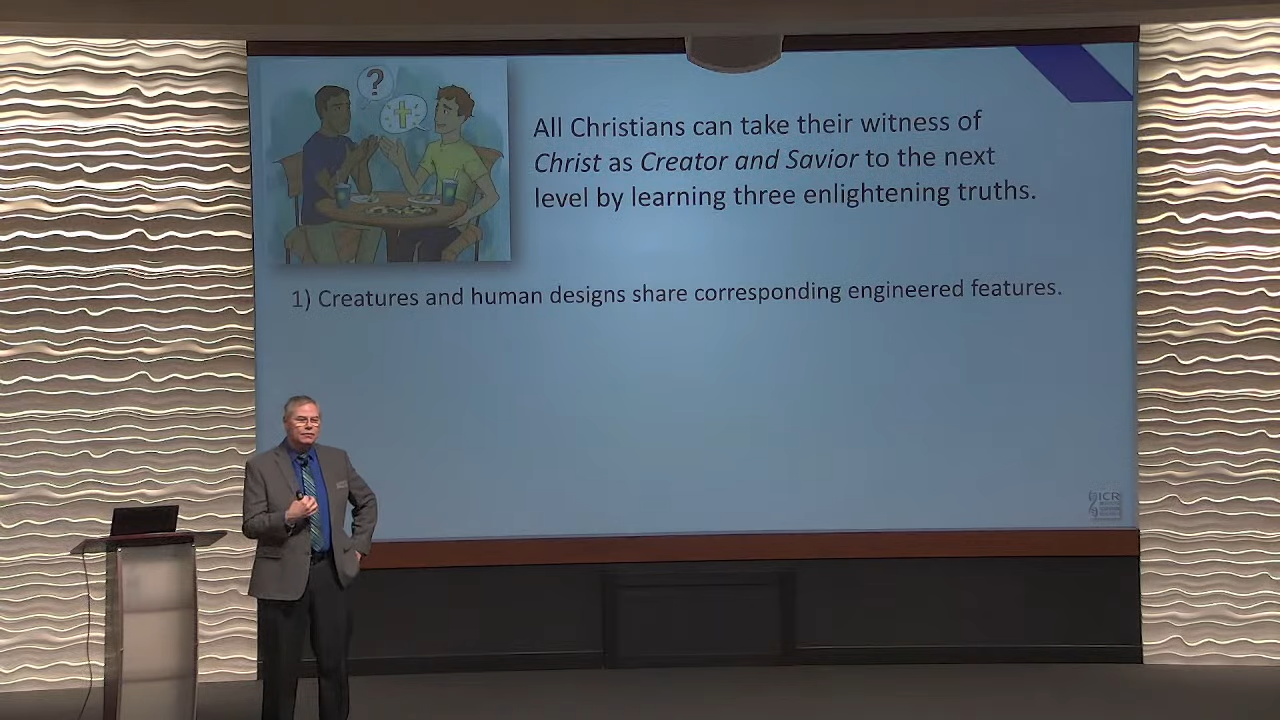 ?
All Christians can take their witness of
Christ as Creator and Savior to the next
level by learning three enlightening truths.
1) Creatures and human designs share corresponding engineered features.
ICR